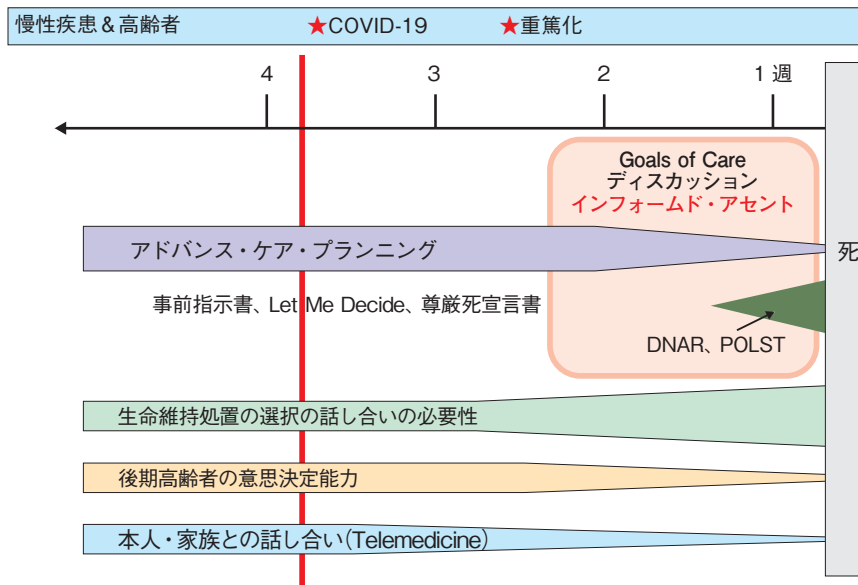 慢性疾患&高齢者 ★COVID-19 ★重篤化
4 3 2 1 週
Goals of Care
ディスカッション
インフォームド・アセント
アドバンス・ケア・プランニング
死
事前指示書、Let Me Decide、尊厳死宣言書
DNAR、POLST
生命維持処置の選択の話し合いの必要性
後期高齢者の意思決定能力
本人・家族との話し合い(Telemedicine)